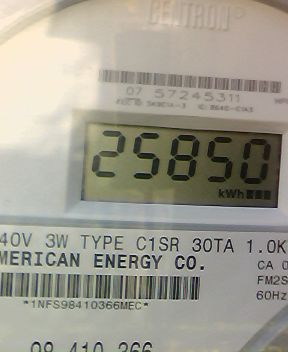 CENTRON®
07 57245311
25850
kWh
40V 3W TYPE C1SR 30TA 1.0K
MERICAN ENERGY CO.
CA 0
FM2S
60Hz
*1NFS98410366MEC*
98 410 366